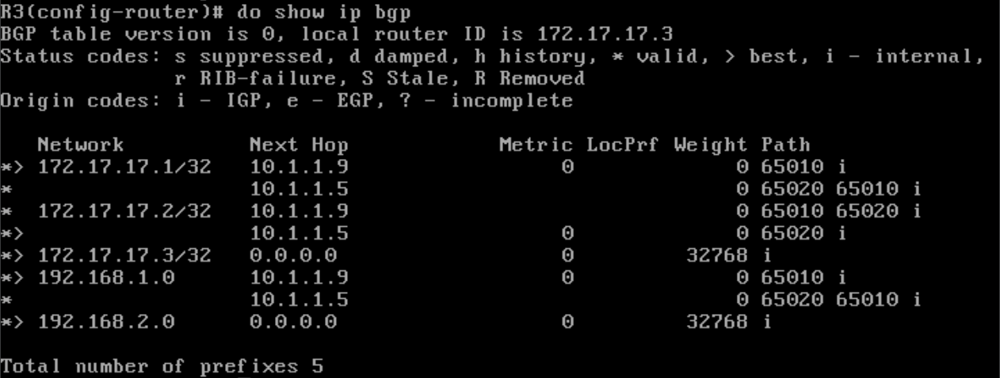 R3(config-router)# do show ip bgp
BGP table version is 0, local router ID is 172.17.17.3
Status codes: s suppressed, d damped, h history, * valid, > best, i - internal,
              r RIB-failure, S Stale, R Removed
Origin codes: i - IGP, e - EGP, ? - incomplete

   Network          Next Hop            Metric LocPrf Weight Path
*> 172.17.17.1/32   10.1.1.9                 0             0 65010 i
*                   10.1.1.5                               0 65020 65010 i
*  172.17.17.2/32   10.1.1.9                               0 65010 65020 i
*>                  10.1.1.5                 0             0 65020 i
*> 172.17.17.3/32   0.0.0.0                  0         32768 i
*> 192.168.1.0      10.1.1.9                 0             0 65010 i
*                   10.1.1.5                               0 65020 65010 i
*> 192.168.2.0      0.0.0.0                  0         32768 i

Total number of prefixes 5